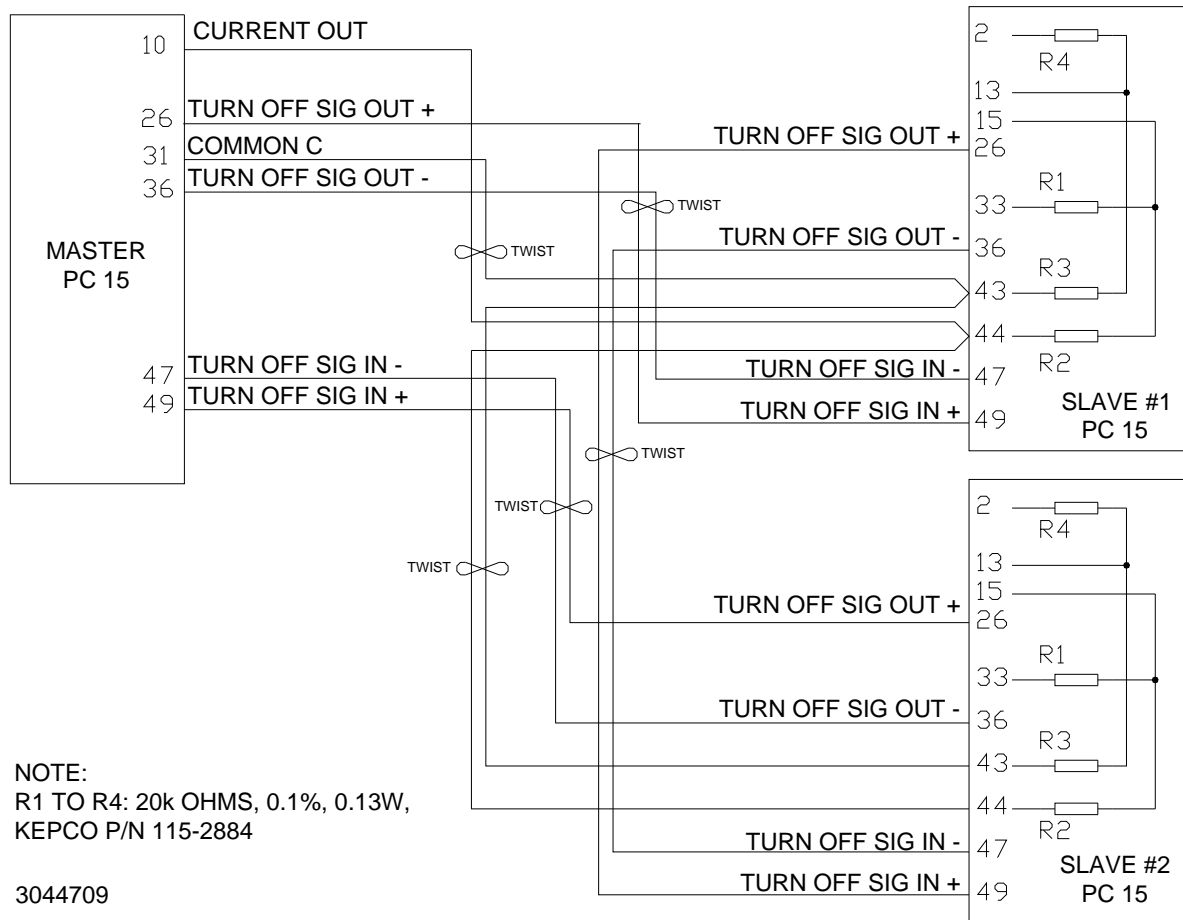 10 CURRENT OUT
26 TURN OFF SIG OUT +
31 COMMON C
36 TURN OFF SIG OUT -
MASTER
PC 15
47 TURN OFF SIG IN -
49 TURN OFF SIG IN +
TWIST
TWIST
TWIST
TWIST
TWIST
2
R4
13
15
TURN OFF SIG OUT + 26
33 R1
TURN OFF SIG OUT - 36
43 R3
44
R2
TURN OFF SIG IN - 47
TURN OFF SIG IN + 49
SLAVE #1
PC 15
2
R4
13
15
TURN OFF SIG OUT + 26
33 R1
TURN OFF SIG OUT - 36
43 R3
44
R2
TURN OFF SIG IN - 47
TURN OFF SIG IN + 49
SLAVE #2
PC 15
NOTE:
R1 TO R4: 20k OHMS, 0.1%, 0.13W,
KEPCO P/N 115-2884
3044709